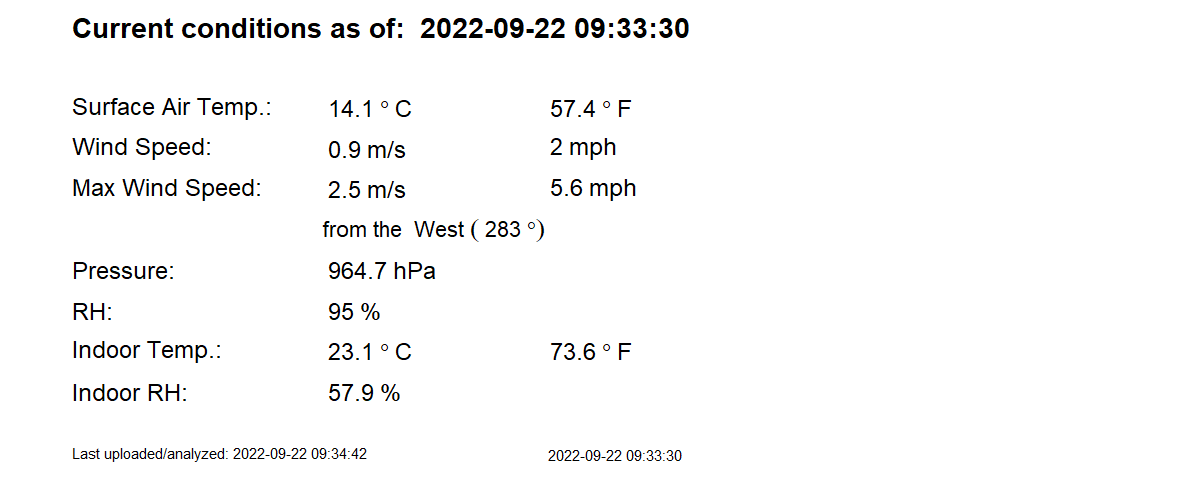 Current conditions as of:  2022-09-22 09:33:30
Surface Air Temp.: 14.1 ° C 57.4 ° F
Wind Speed: 0.9 m/s 2 mph
Max Wind Speed: 2.5 m/s 5.6 mph
from the  West ( 283 °)
Pressure: 964.7 hPa
RH: 95 %
Indoor Temp.: 23.1 ° C 73.6 ° F
Indoor RH: 57.9 %
Last uploaded/analyzed: 2022-09-22 09:34:42 2022-09-22 09:33:30